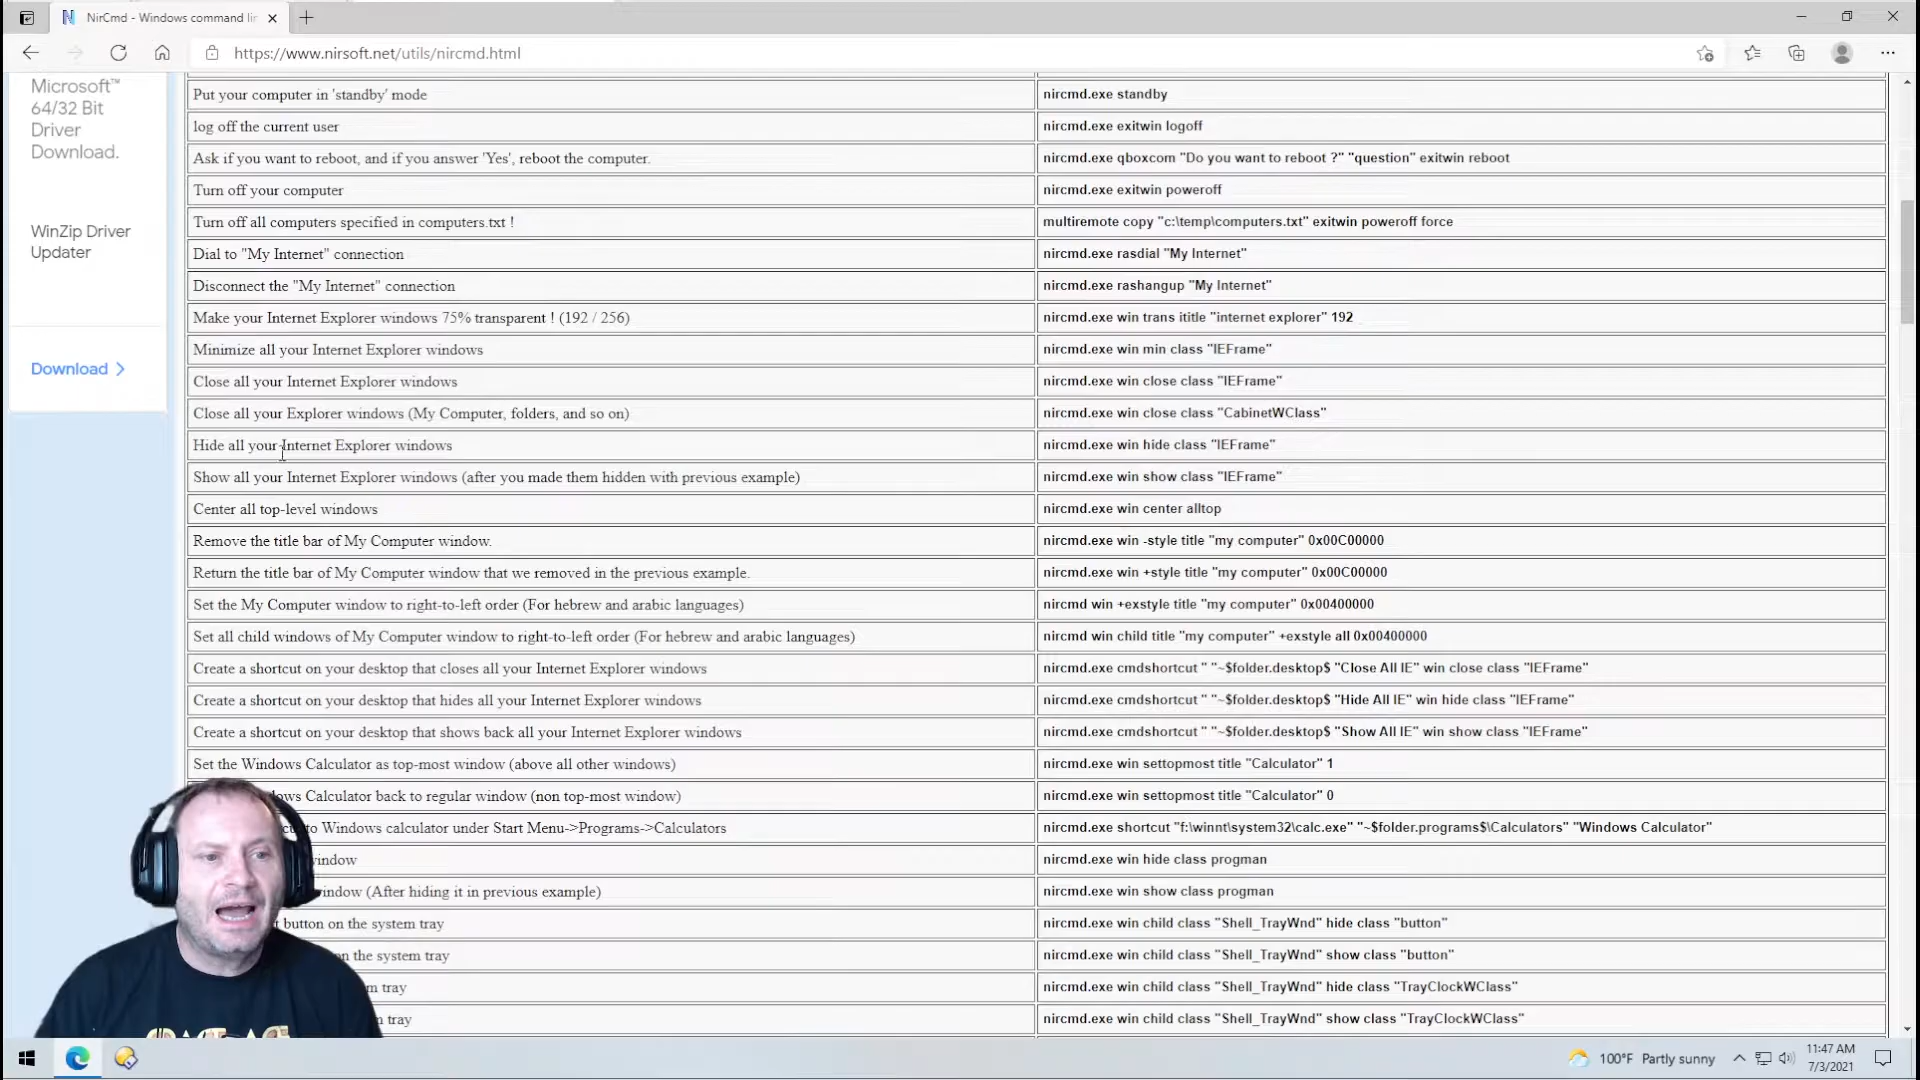 NirCmd - Windows command lin
https://www.nirsoft.net/utils/nircmd.html
Microsoft™
64/32 Bit
Driver
Download.
WinZip Driver
Updater
Download
Put your computer in 'standby' mode nircmd.exe standby
log off the current user nircmd.exe exitwin logoff
Ask if you want to reboot, and if you answer 'Yes', reboot the computer. nircmd.exe qboxcom "Do you want to reboot ?" "question" exitwin reboot
Turn off your computer nircmd.exe exitwin poweroff
Turn off all computers specified in computers.txt ! multiremote copy "c:\temp\computers.txt" exitwin poweroff force
Dial to "My Internet" connection nircmd.exe rasdial "My Internet"
Disconnect the "My Internet" connection nircmd.exe rashangup "My Internet"
Make your Internet Explorer windows 75% transparent ! (192 / 256) nircmd.exe win trans ititle "internet explorer" 192
Minimize all your Internet Explorer windows nircmd.exe win min class "IEFrame"
Close all your Internet Explorer windows nircmd.exe win close class "IEFrame"
Close all your Explorer windows (My Computer, folders, and so on) nircmd.exe win close class "CabinetWClass"
Hide all your Internet Explorer windows nircmd.exe win hide class "IEFrame"
Show all your Internet Explorer windows (after you made them hidden with previous example) nircmd.exe win show class "IEFrame"
Center all top-level windows nircmd.exe win center alltop
Remove the title bar of My Computer window. nircmd.exe win -style title "my computer" 0x00C00000
Return the title bar of My Computer window that we removed in the previous example. nircmd.exe win +style title "my computer" 0x00C00000
Set the My Computer window to right-to-left order (For hebrew and arabic languages) nircmd win +exstyle title "my computer" 0x00400000
Set all child windows of My Computer window to right-to-left order (For hebrew and arabic languages) nircmd win child title "my computer" +exstyle all 0x00400000
Create a shortcut on your desktop that closes all your Internet Explorer windows nircmd.exe cmdshortcut " "~$folder.desktop$ "Close All IE" win close class "IEFrame"
Create a shortcut on your desktop that hides all your Internet Explorer windows nircmd.exe cmdshortcut " "~$folder.desktop$ "Hide All IE" win hide class "IEFrame"
Create a shortcut on your desktop that shows back all your Internet Explorer windows nircmd.exe cmdshortcut " "~$folder.desktop$ "Show All IE" win show class "IEFrame"
Set the Windows Calculator as top-most window (above all other windows) nircmd.exe win settopmost title "Calculator" 1
ows Calculator back to regular window (non top-most window) nircmd.exe win settopmost title "Calculator" 0
to Windows calculator under Start Menu->Programs->Calculators nircmd.exe shortcut "f:\winnt\system32\calc.exe" "~$folder.programs$\Calculators" "Windows Calculator"
window nircmd.exe win hide class progman
indow (After hiding it in previous example) nircmd.exe win show class progman
button on the system tray nircmd.exe win child class "Shell_TrayWnd" hide class "button"
n the system tray nircmd.exe win child class "Shell_TrayWnd" show class "button"
m tray nircmd.exe win child class "Shell_TrayWnd" hide class "TrayClockWClass"
m tray nircmd.exe win child class "Shell_TrayWnd" show class "TrayClockWClass"
100°F Partly sunny
11:47 AM
7/3/2021